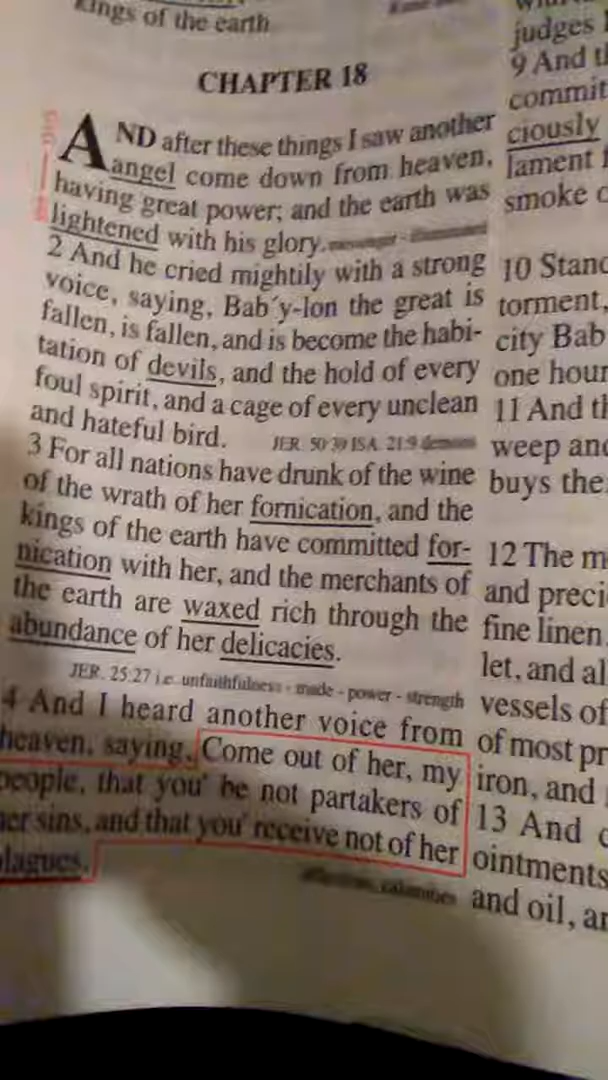 kings of the earth
CHAPTER 18
AND after these things I saw another
angel come down from heaven,
having great power; and the earth was
lightened with his glory. messenger - illuminated
2 And he cried mightily with a strong
voice, saying, Bab´y-lon the great is
fallen, is fallen, and is become the habi-
tation of devils, and the hold of every
foul spirit, and a cage of every unclean
and hateful bird. JER. 50:39 ISA. 21:9 demons
3 For all nations have drunk of the wine
of the wrath of her fornication, and the
kings of the earth have committed for-
nication with her, and the merchants of
the earth are waxed rich through the
abundance of her delicacies.
JER. 25:27 i.e. unfaithfulness - made - power - strength
4 And I heard another voice from
heaven, saying, Come out of her, my
people, that you' be not partakers of
her sins, and that you' receive not of her
plagues.
judges
9 And
commit
ciously
lament
smoke
10 Stand
torment,
city Bab
one hour
11 And
weep and
buys
12 The
and preci
fine linen,
let, and
vessels of
of most
iron, and
13 And
ointments
and oil,